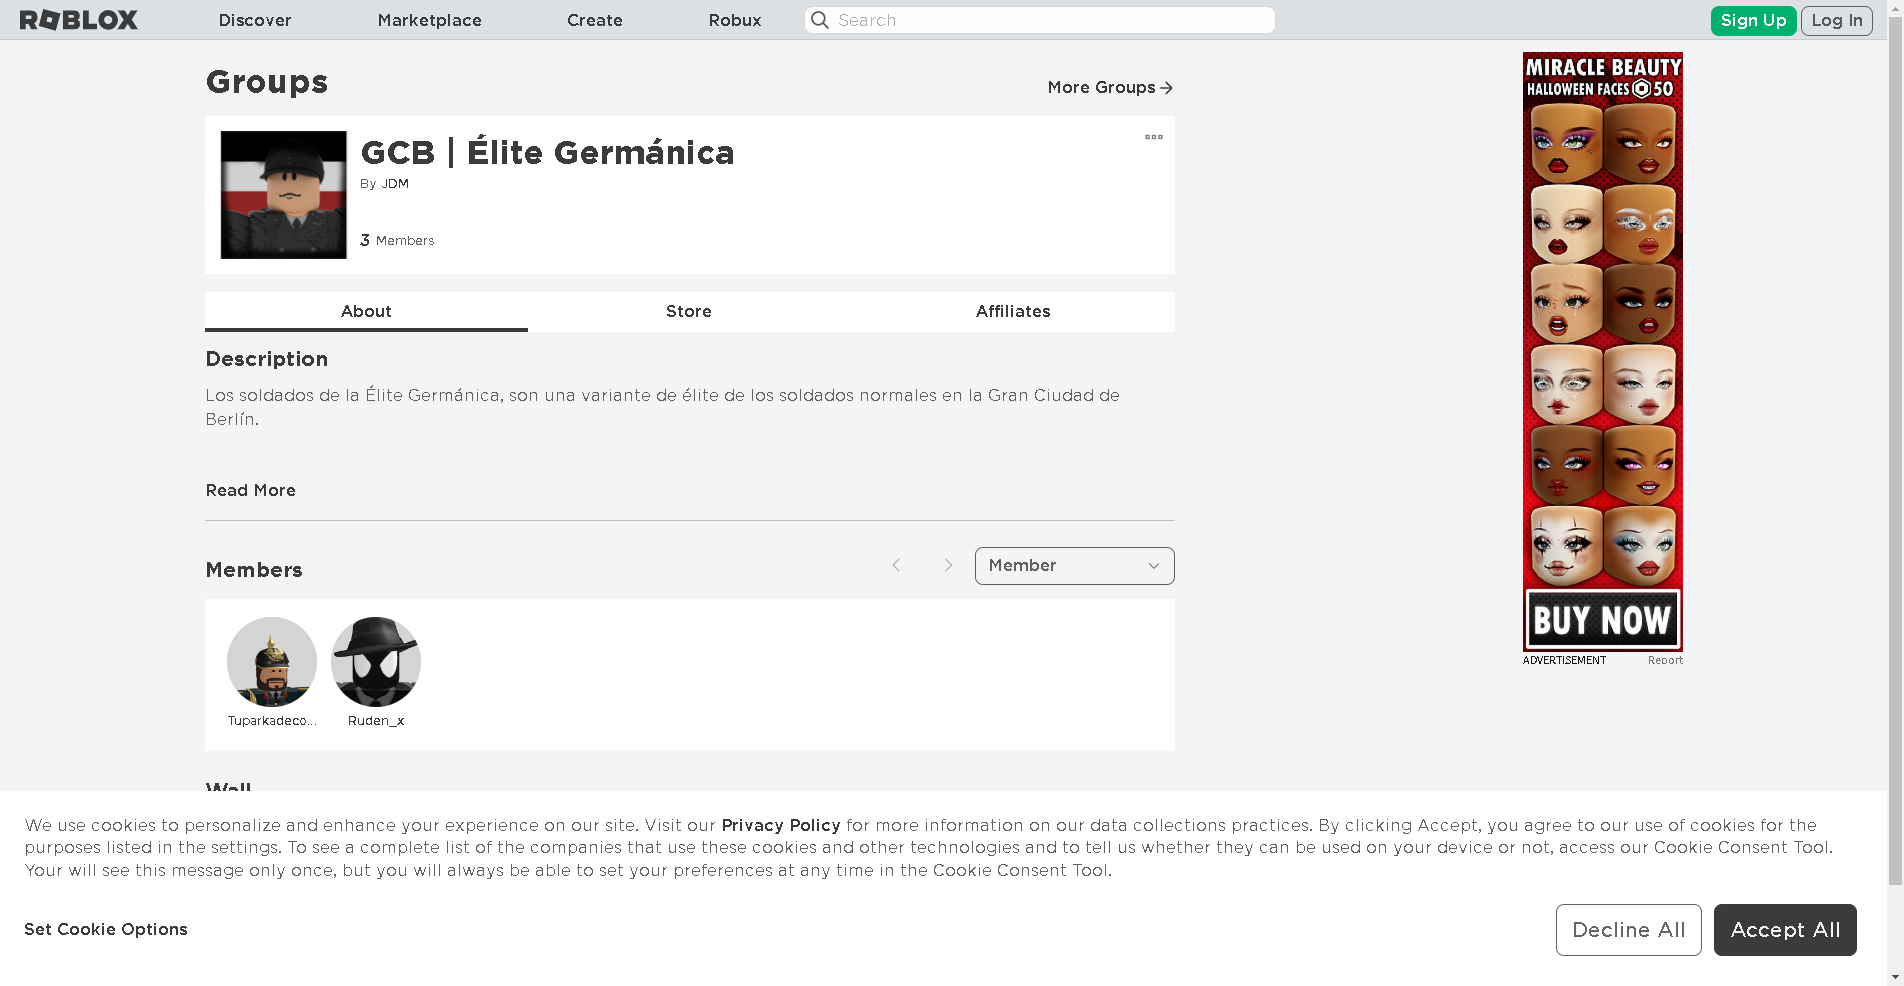 ROBLOX
Discover
Marketplace
Create
Robux
Search
Sign Up
Log In
Groups
More Groups
GCB | Élite Germánica
By JDM
3 Members
About
Store
Affiliates
Description
Los soldados de la Élite Germánica, son una variante de élite de los soldados normales en la Gran Ciudad de
Berlín.
Read More
Members
Member
Tuparkadeco...
Ruden_x
Wall
MIRACLE BEAUTY
HALLOWEEN FACES 50
BUY NOW
ADVERTISEMENT
Report
We use cookies to personalize and enhance your experience on our site. Visit our Privacy Policy for more information on our data collections practices. By clicking Accept, you agree to our use of cookies for the
purposes listed in the settings. To see a complete list of the companies that use these cookies and other technologies and to tell us whether they can be used on your device or not, access our Cookie Consent Tool.
Your will see this message only once, but you will always be able to set your preferences at any time in the Cookie Consent Tool.
Set Cookie Options
Decline All
Accept All